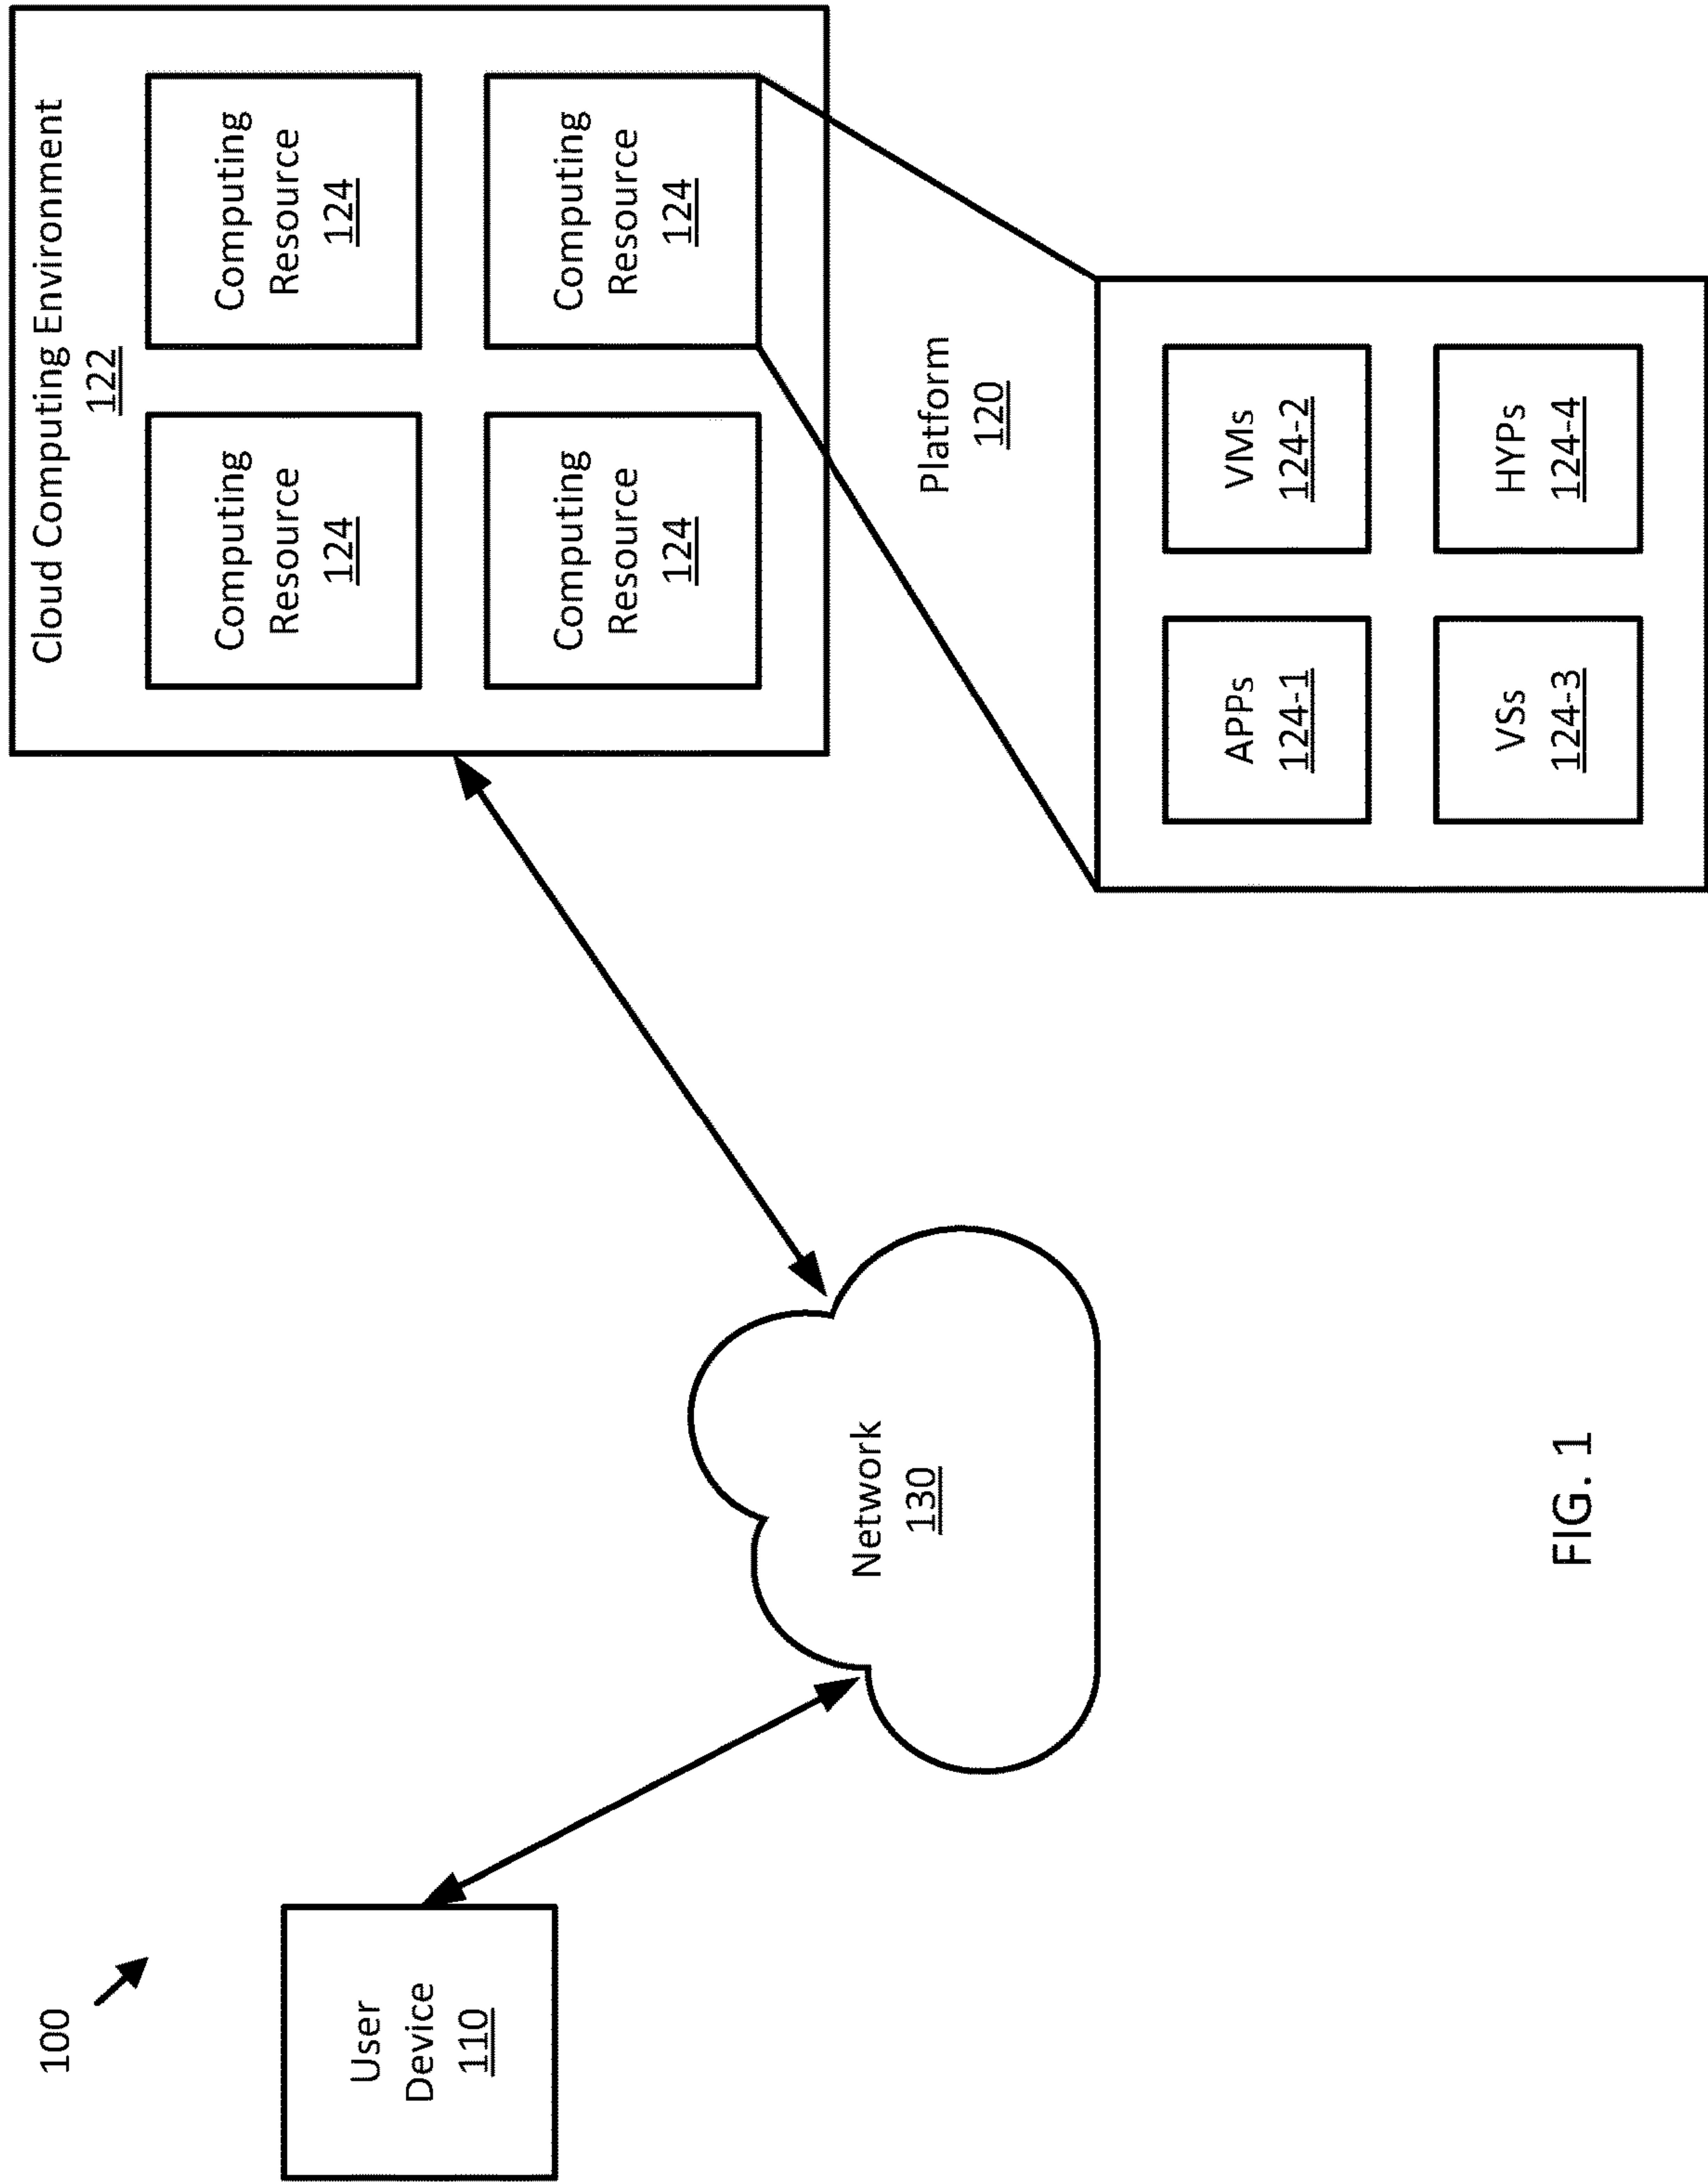 100
User
Device
110
Network
130
Cloud Computing Environment
122
Computing
Resource
124
Computing
Resource
124
Computing
Resource
124
Computing
Resource
124
Platform
120
APPs
124-1
VMs
124-2
VSs
124-3
HYPs
124-4
FIG. 1